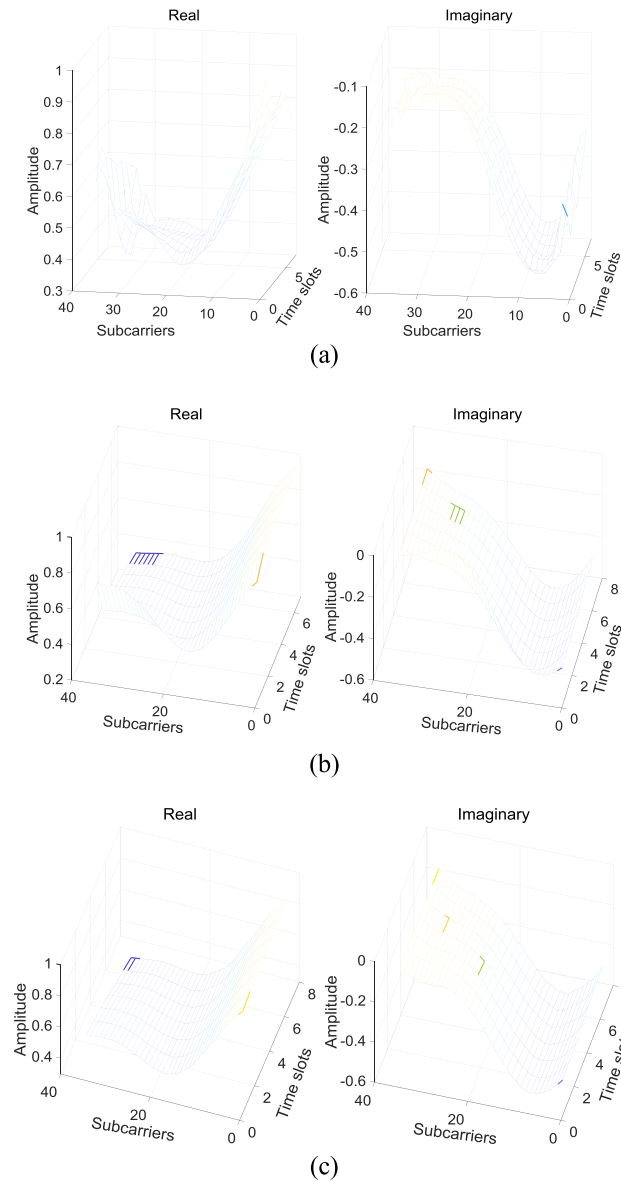 Real
Imaginary
1
0.9
0.8
0.7
0.6
0.5
0.4
0.3
Amplitude
40
30
20
10
0
Subcarriers
0
5
Time slots
-0.1
-0.2
-0.3
-0.4
-0.5
-0.6
Amplitude
40
30
20
10
0
Subcarriers
0
5
Time slots
(a)
Real
Imaginary
1
0.8
0.6
0.4
0.2
Amplitude
40
20
0
Subcarriers
0
2
4
6
Time slots
0
-0.2
-0.4
-0.6
Amplitude
40
20
0
Subcarriers
0
2
4
6
8
Time slots
(b)
Real
Imaginary
1
0.8
0.6
0.4
Amplitude
40
20
0
Subcarriers
0
2
4
6
8
Time slots
0
-0.2
-0.4
-0.6
Amplitude
40
20
0
Subcarriers
0
2
4
6
Time
(c)